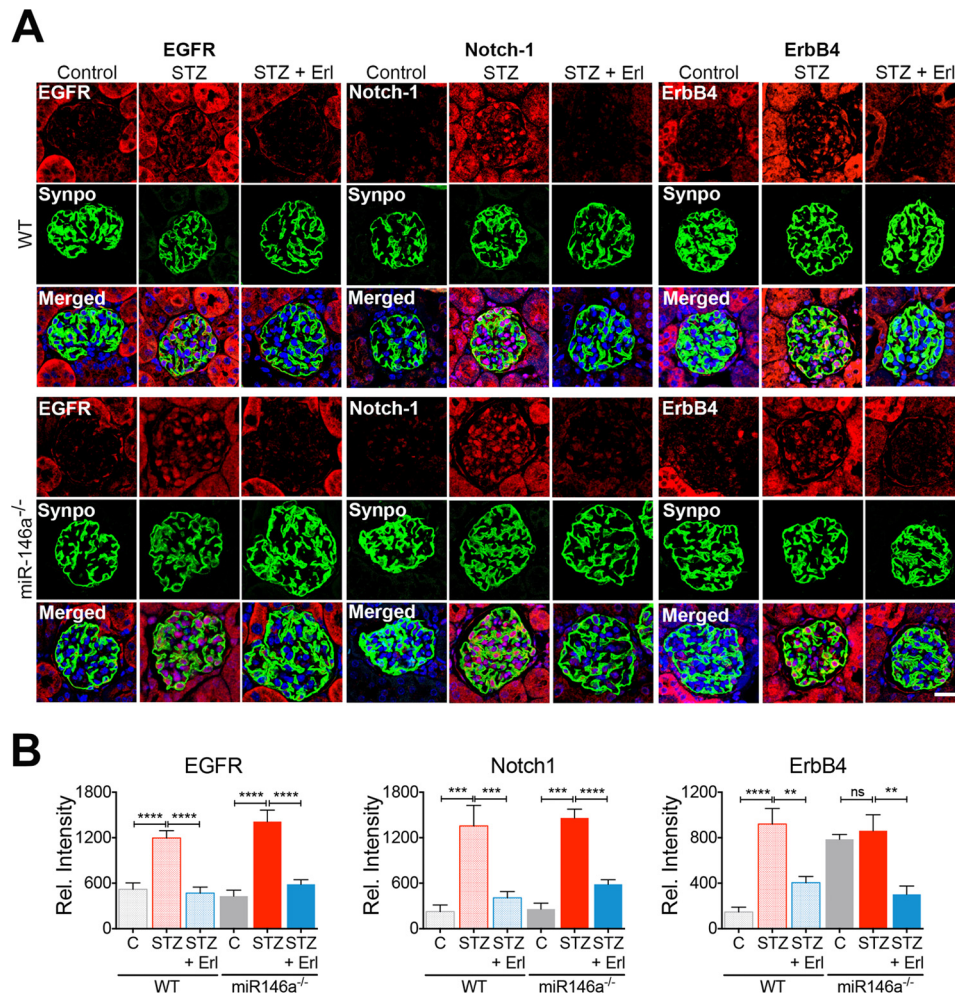 A
EGFR Notch-1 ErbB4
Control STZ STZ + Erl Control STZ STZ + Erl Control STZ STZ + Erl
EGFR Notch-1 ErbB4
Synpo Synpo Synpo
WT
Merged Merged Merged
EGFR Notch-1 ErbB4
Synpo Synpo Synpo
miR-146a-/-
Merged Merged Merged
B
EGFR Notch1 ErbB4
Rel. Intensity
1800
1200
600
0
**** **** **** ****
C STZ STZ + Erl C STZ STZ + Erl
WT miR146a-/-
Rel. Intensity
1800
1200
600
0
*** *** *** ****
C STZ STZ + Erl C STZ STZ + Erl
WT miR146a-/-
Rel. Intensity
1200
800
400
0
**** ** ns **
C STZ STZ + Erl C STZ STZ + Erl
WT miR146a-/-